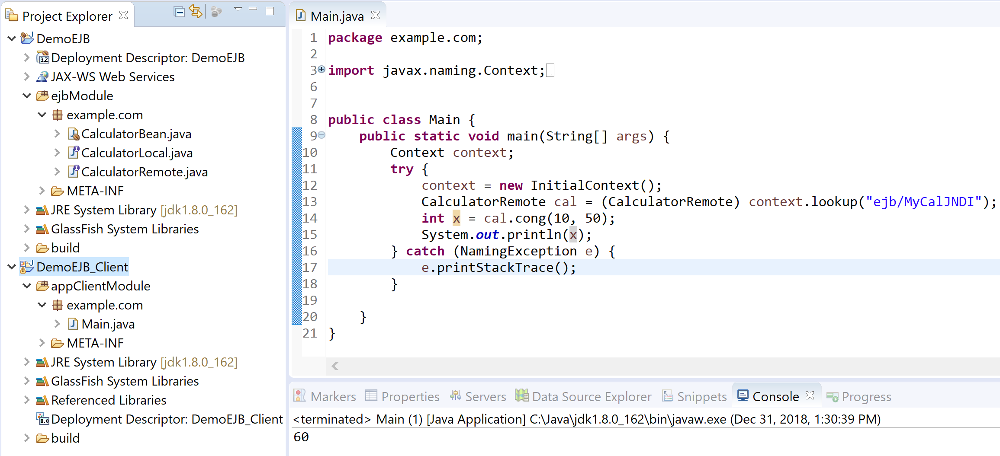 Project Explorer
DemoEJB
Deployment Descriptor: DemoEJB
JAX-WS Web Services
ejbModule
example.com
CalculatorBean.java
CalculatorLocal.java
CalculatorRemote.java
META-INF
JRE System Library [jdk1.8.0_162]
GlassFish System Libraries
build
DemoEJB_Client
appClientModule
example.com
Main.java
META-INF
JRE System Library [jdk1.8.0_162]
GlassFish System Libraries
Referenced Libraries
Deployment Descriptor: DemoEJB_Client
build
Main.java
1 package example.com;
2
3 import javax.naming.Context;
6
7
8 public class Main {
9     public static void main(String[] args) {
10         Context context;
11         try {
12             context = new InitialContext();
13             CalculatorRemote cal = (CalculatorRemote) context.lookup("ejb/MyCalJNDI");
14             int x = cal.cong(10, 50);
15             System.out.println(x);
16         } catch (NamingException e) {
17             e.printStackTrace();
18         }
19
20     }
21 }
Markers Properties Servers Data Source Explorer Snippets Console Progress
<terminated> Main (1) [Java Application] C:\Java\jdk1.8.0_162\bin\javaw.exe (Dec 31, 2018, 1:30:39 PM)
60